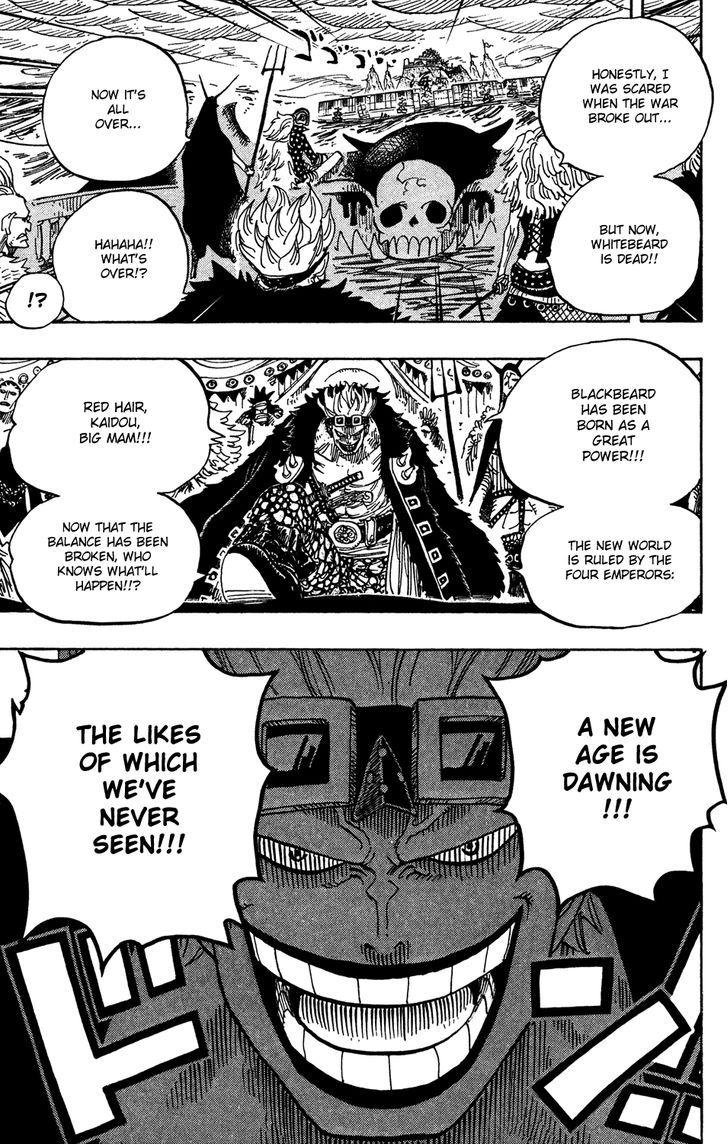 HONESTLY, I
WAS SCARED
WHEN THE WAR
BROKE OUT...
BUT NOW,
WHITEBEARD
IS DEAD!!
NOW IT'S
ALL
OVER...
HAHAHA!!
WHAT'S
OVER!?
!?
BLACKBEARD
HAS BEEN
BORN AS A
GREAT
POWER!!!
THE NEW WORLD
IS RULED BY THE
FOUR EMPERORS:
RED HAIR,
KAIDOU,
BIG MAM!!!
NOW THAT THE
BALANCE HAS BEEN
BROKEN, WHO
KNOWS WHAT'LL
HAPPEN!!?
A NEW
AGE IS
DAWNING
!!!
THE LIKES
OF WHICH
WE'VE
NEVER
SEEN!!!
ドン